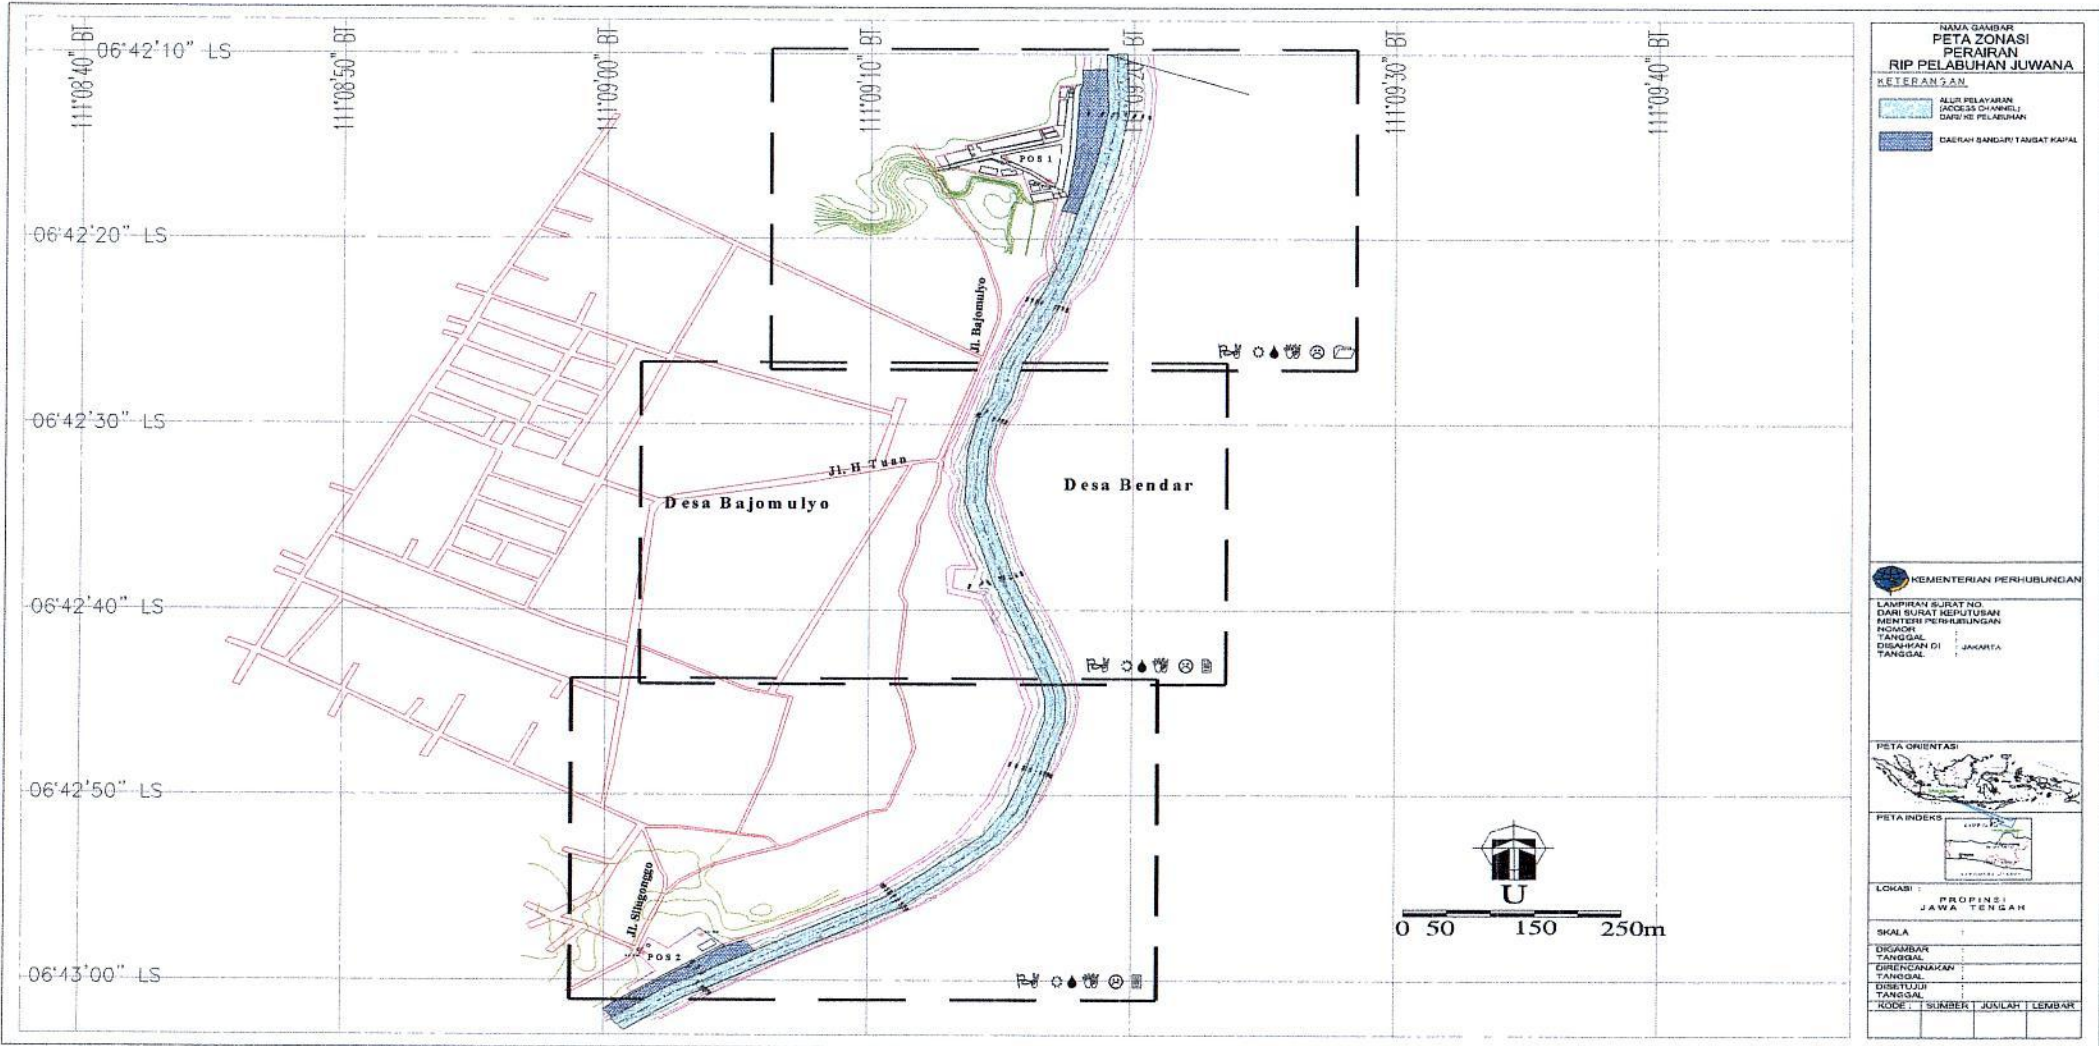 111°08'40" BT
111°08'50" BT
111°09'00" BT
111°09'10" BT
111°09'20" BT
111°09'30" BT
111°09'40" BT
06°42'10" LS
06°42'20" LS
06°42'30" LS
06°42'40" LS
06°42'50" LS
06°43'00" LS
POS 1
Jl. Bajomulyo
Jl. H Tuan
Desa Bajomulyo
Desa Bendar
Jl. Silugonggo
POS 2
U
0 50 150 250m
NAMA GAMBAR
PETA ZONASI
PERAIRAN
RIP PELABUHAN JUWANA
KETERANGAN
ALUR PELAYARAN
(ACCESS CHANNEL)
DARI/ KE PELABUHAN
DAERAH BANDAR/ TAMBAT KAPAL
KEMENTERIAN PERHUBUNGAN
LAMPIRAN SURAT NO.
DARI SURAT KEPUTUSAN
MENTERI PERHUBUNGAN
NOMOR :
TANGGAL :
DISAHKAN DI : JAKARTA
TANGGAL :
PETA ORIENTASI
PETA INDEKS
LOKASI :
PROPINSI
JAWA TENGAH
SKALA :
DIGAMBAR :
TANGGAL
DIRENCANAKAN :
TANGGAL
DISETUJUI :
TANGGAL
KODE : SUMBER JUMLAH LEMBAR